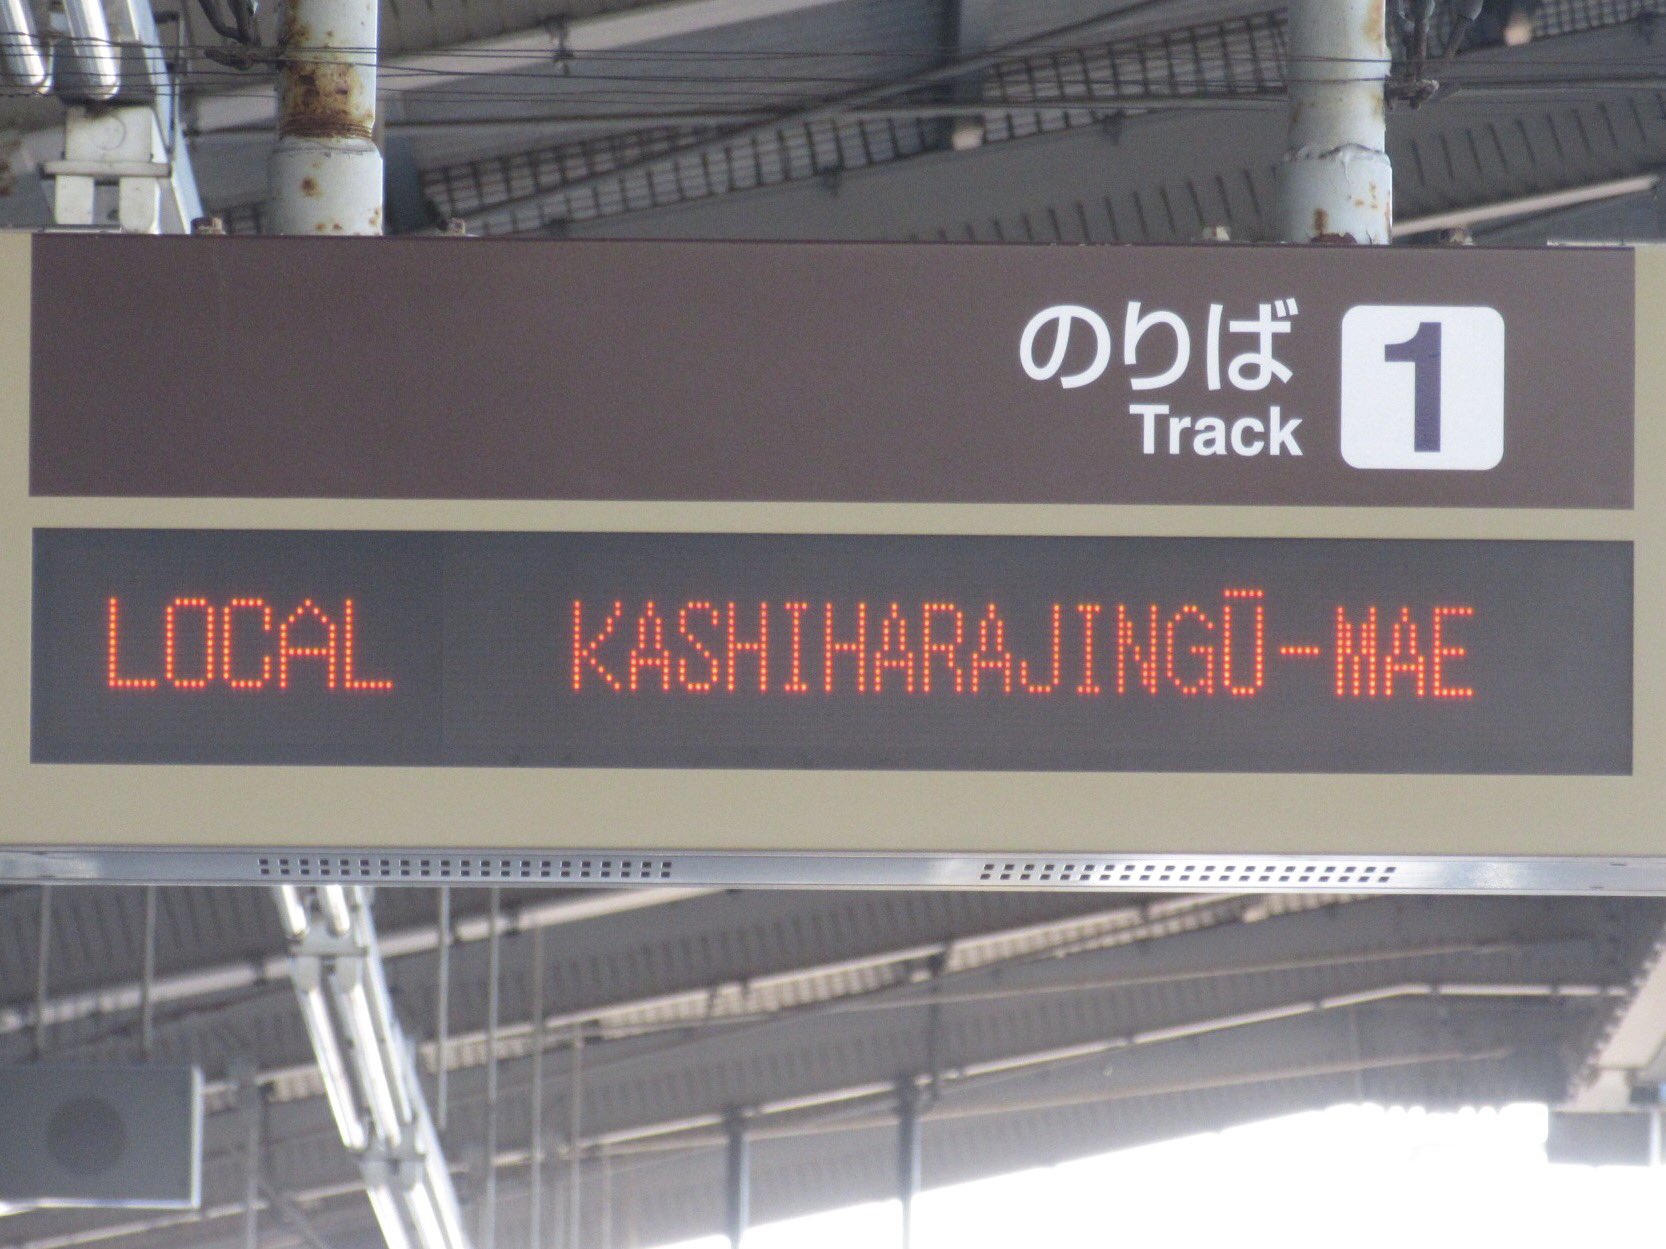 のりば 1
Track
LOCAL KASHIHARAJINGŪ-MAE